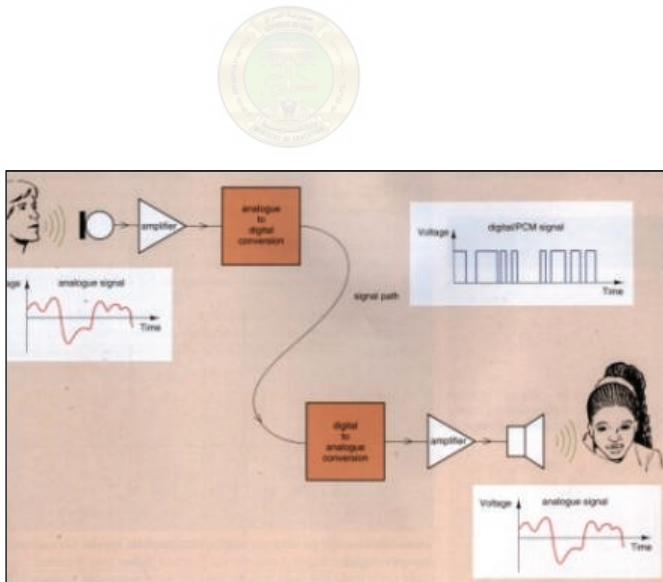 amplifier
analogue
to
digital
conversion
digital/PCM signal
Voltage
Time
analogue signal
Time
signal path
digital
to
analogue
conversion
amplifier
Voltage
analogue signal
Time